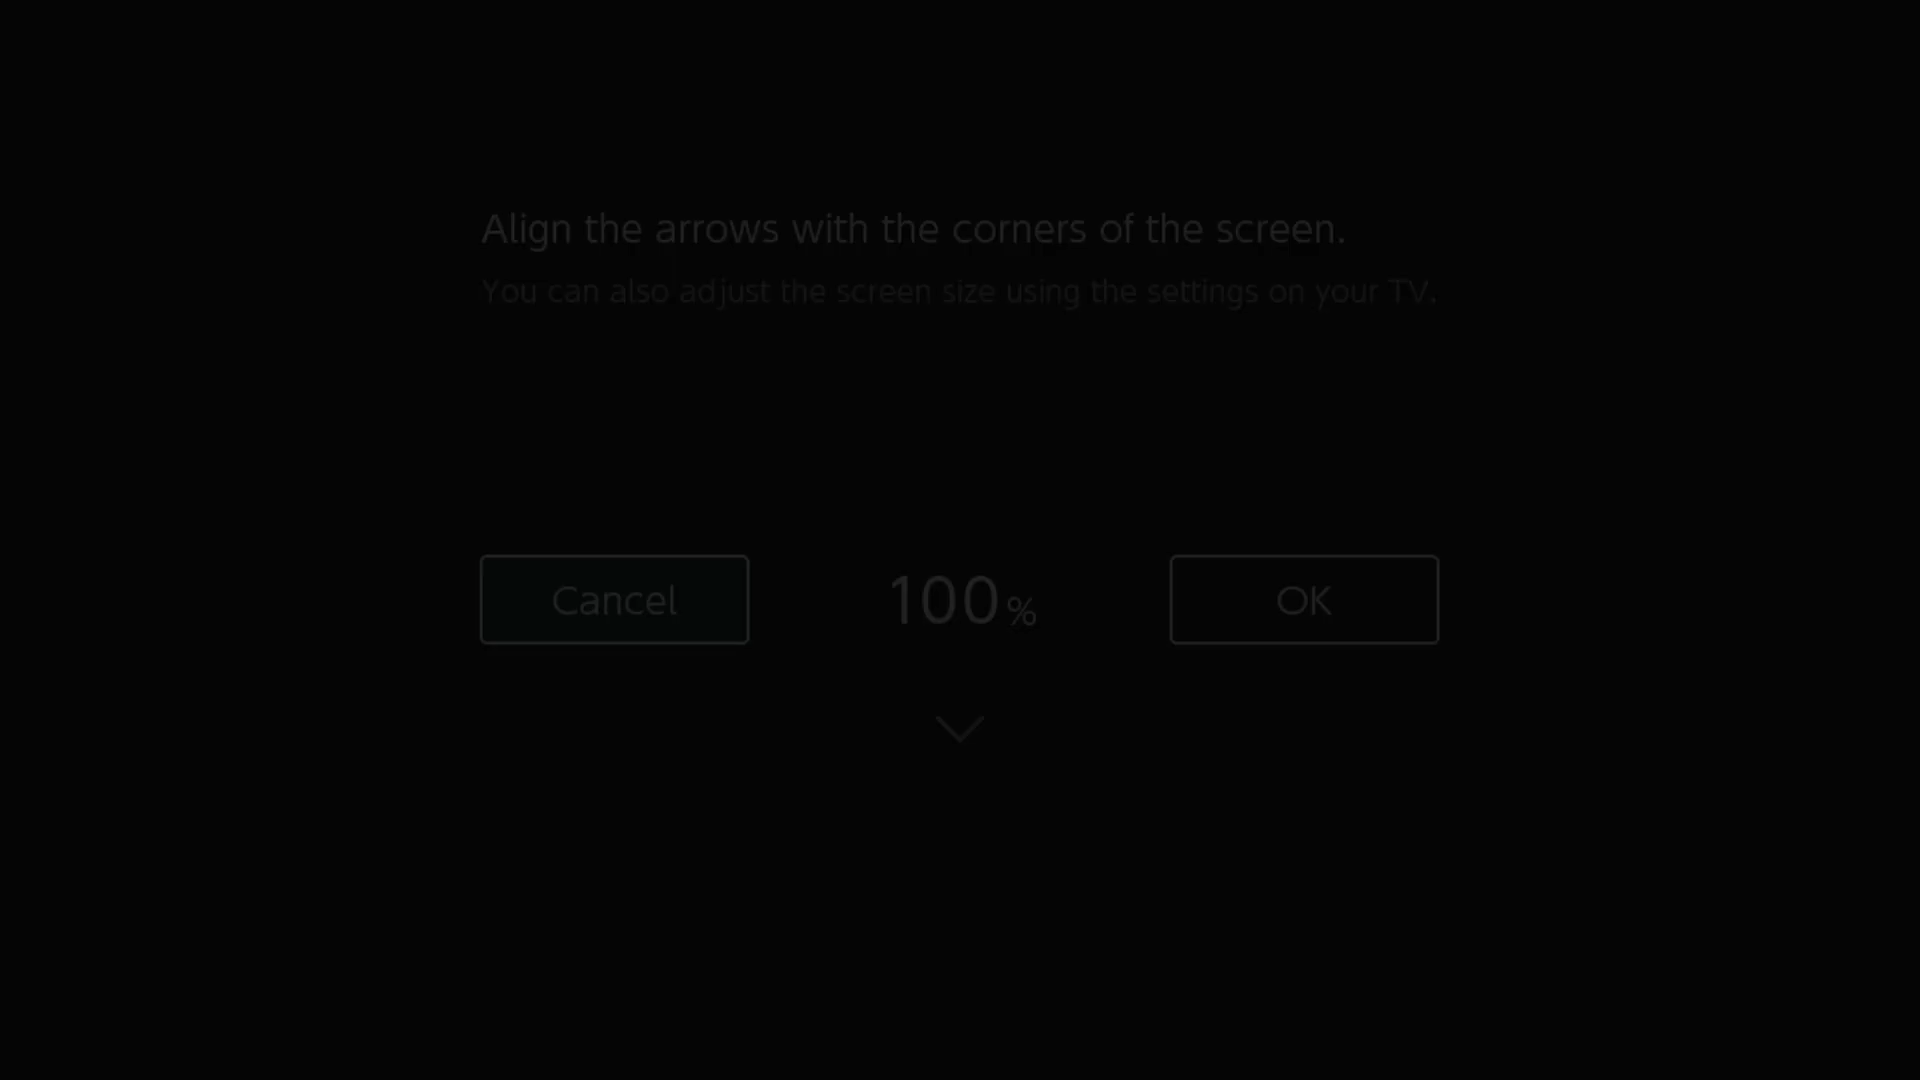 Align the arrows with the corners of the screen.
You can also adjust the screen size using the settings on your TV.
Cancel
100%
OK